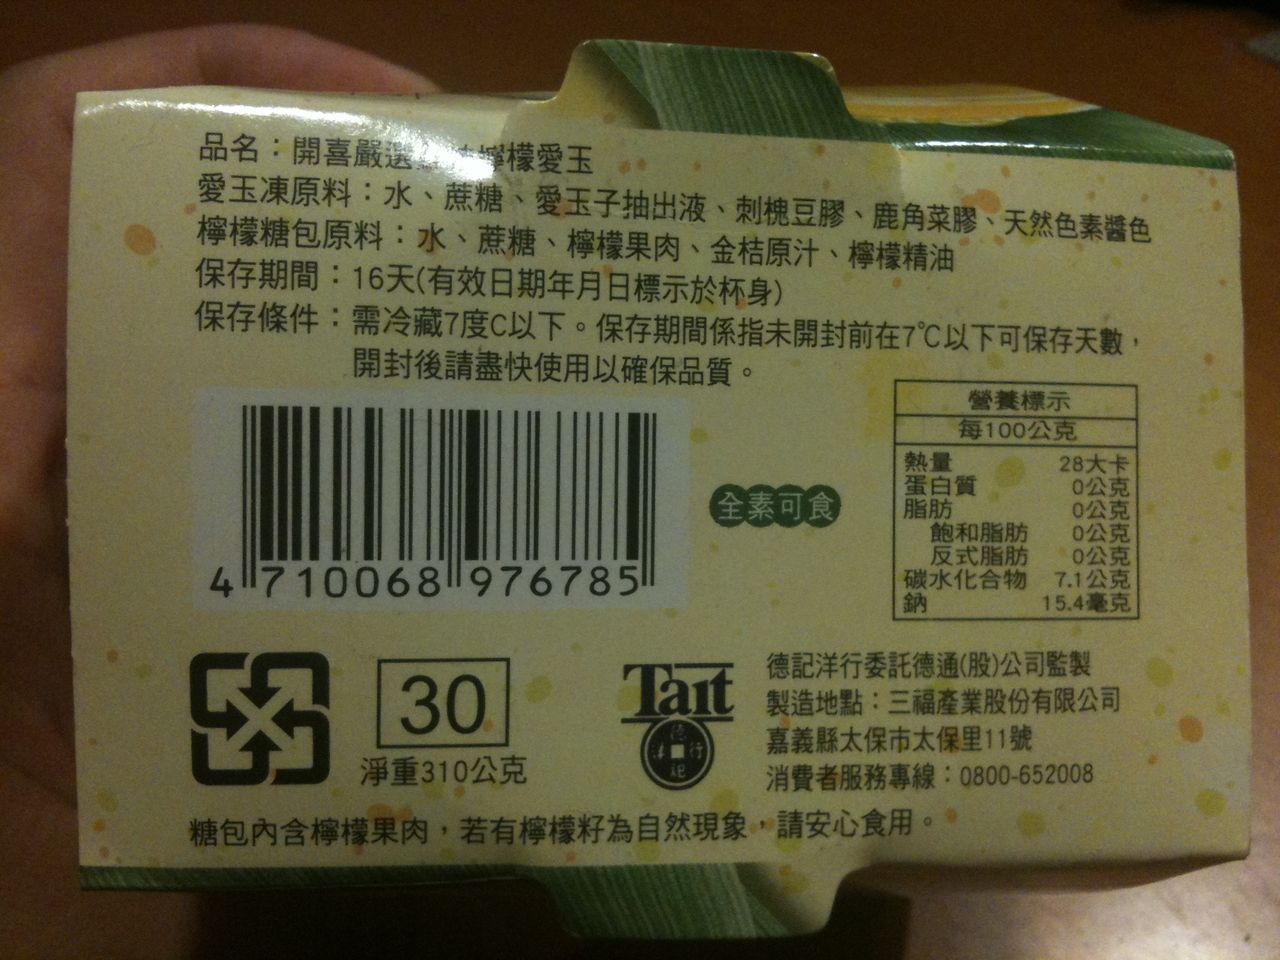 品名：開喜嚴選檸檬愛玉
愛玉凍原料：水、蔗糖、愛玉子抽出液、刺槐豆膠、鹿角菜膠、天然色素醬色
檸檬糖包原料：水、蔗糖、檸檬果肉、金桔原汁、檸檬精油
保存期間：16天(有效日期年月日標示於杯身)
保存條件：需冷藏7度C以下。保存期間係指未開封前在7℃以下可保存天數，
開封後請盡快使用以確保品質。
4 710068 976785
全素可食
營養標示
每100公克
熱量 28大卡
蛋白質 0公克
脂肪 0公克
飽和脂肪 0公克
反式脂肪 0公克
碳水化合物 7.1公克
鈉 15.4毫克
30
淨重310公克
Tait
德記洋行
德記洋行委託德通(股)公司監製
製造地點：三福產業股份有限公司
嘉義縣太保市太保里11號
消費者服務專線：0800-652008
糖包內含檸檬果肉，若有檸檬籽為自然現象，請安心食用。